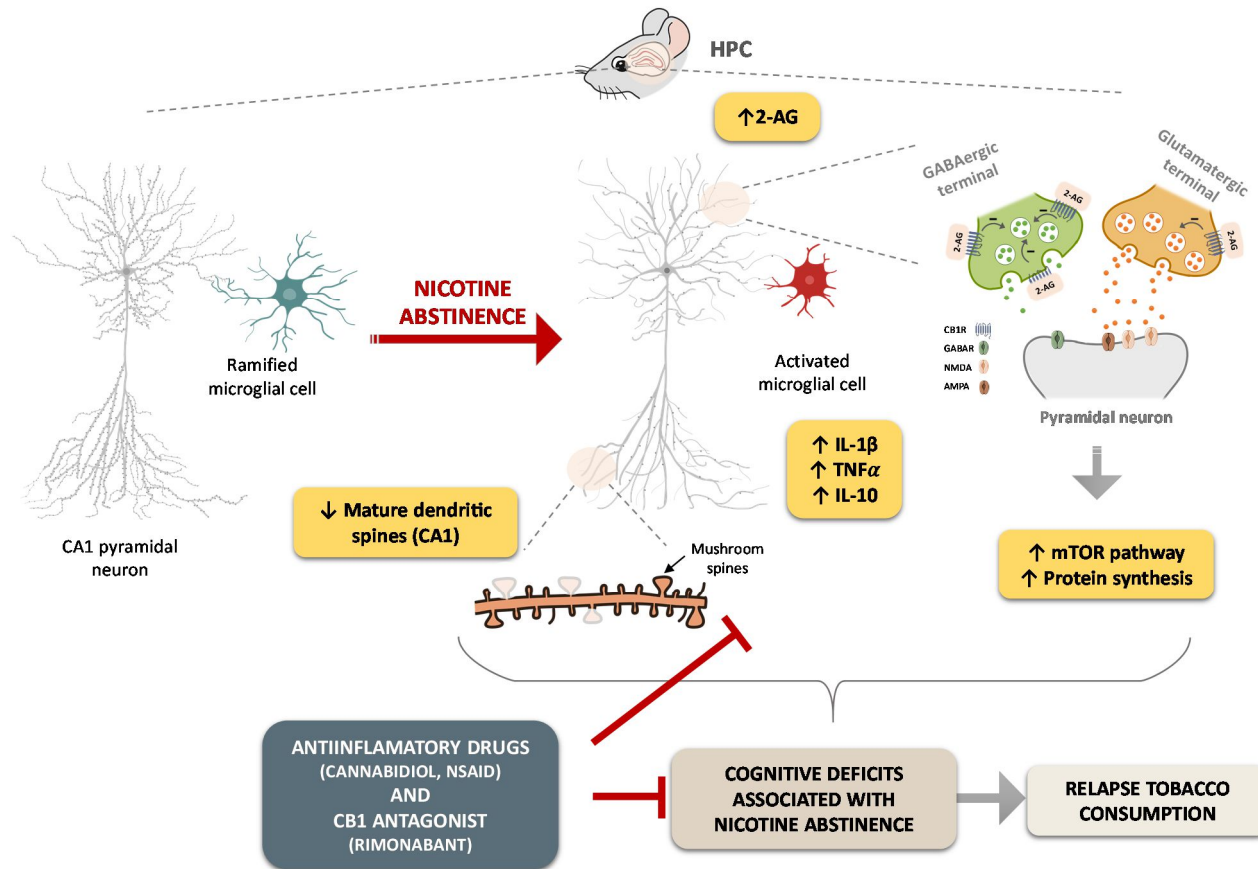 HPC
↑2-AG
GABAergic
terminal
Glutamatergic
terminal
2-AG
2-AG
2-AG
2-AG
NICOTINE
ABSTINENCE
Ramified
microglial cell
Activated
microglial cell
CB1R
GABAR
NMDA
AMPA
Pyramidal neuron
↑ IL-1β
↑ TNFα
↑ IL-10
↓ Mature dendritic
spines (CA1)
CA1 pyramidal
neuron
Mushroom
spines
↑ mTOR pathway
↑ Protein synthesis
ANTIINFLAMATORY DRUGS
(CANNABIDIOL, NSAID)
AND
CB1 ANTAGONIST
(RIMONABANT)
COGNITIVE DEFICITS
ASSOCIATED WITH
NICOTINE ABSTINENCE
RELAPSE TOBACCO
CONSUMPTION